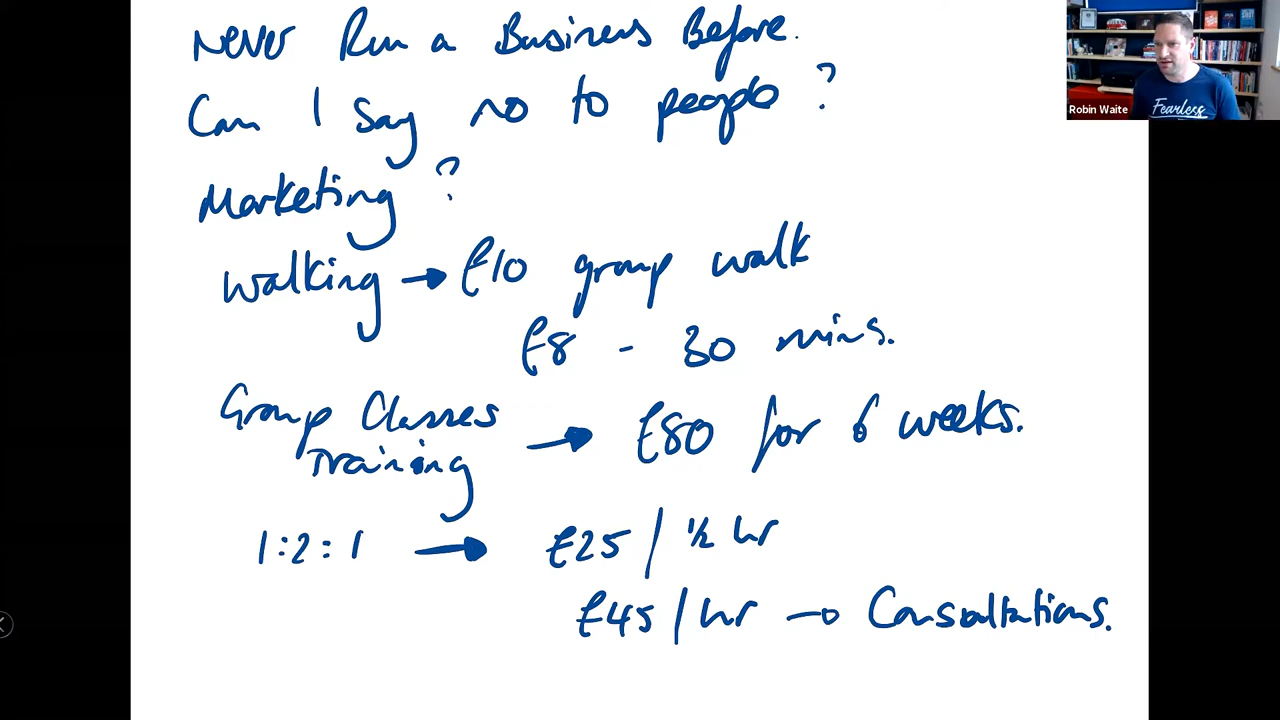 Never Run a Business Before.
Can I Say no to people?
Marketing?
Walking → £10 group walk
£8 - 30 mins.
Group Classes
Training → £80 for 6 weeks.
1:2:1 → £25 / ½ hr
£45 / hr → Consultations.
Robin Waite
Fearless